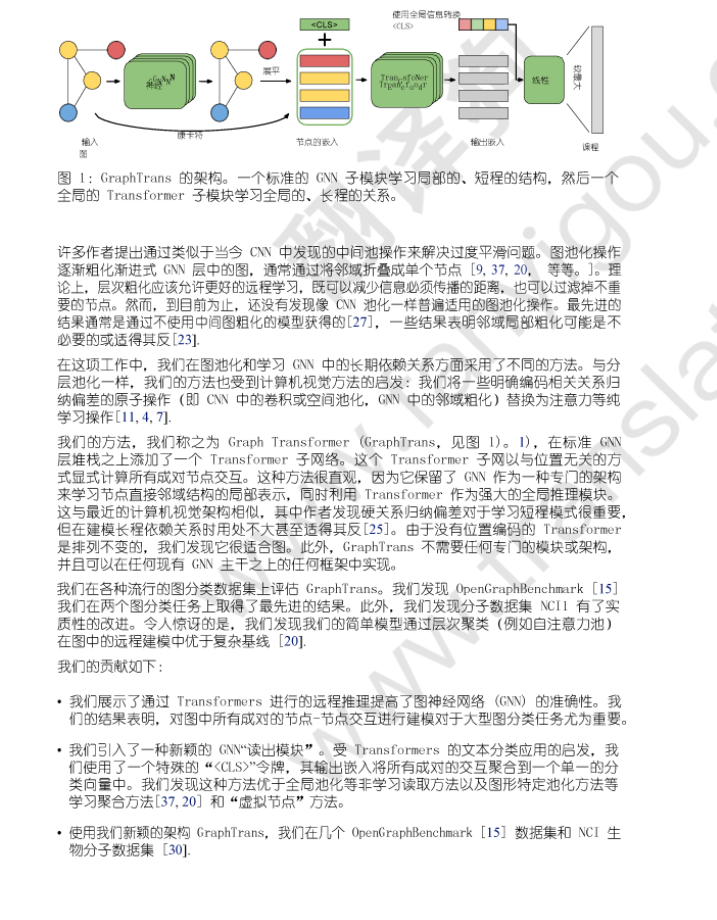 <CLS>
使用全局信息转换
<CLS>
展平
神经
线性
康卡特
输入
图
节点的嵌入
输出嵌入
课程
图 1: GraphTrans 的架构。一个标准的 GNN 子模块学习局部的、短程的结构，然后一个
全局的 Transformer 子模块学习全局的、长程的关系。
许多作者提出通过类似于当今 CNN 中发现的中间池操作来解决过度平滑问题。图池化操作
逐渐粗化渐进式 GNN 层中的图，通常通过将邻域折叠成单个节点 [9, 37, 20， 等等。]。理
论上，层次粗化应该允许更好的远程学习，既可以减少信息必须传播的距离，也可以过滤掉不重
要的节点。然而，到目前为止，还没有发现像 CNN 池化一样普遍适用的图池化操作。最先进的
结果通常是通过不使用中间图粗化的模型获得的[27]，一些结果表明邻域局部粗化可能是不
必要的或适得其反[23].
在这项工作中，我们在图池化和学习 GNN 中的长期依赖关系方面采用了不同的方法。与分
层池化一样，我们的方法也受到计算机视觉方法的启发：我们将一些明确编码相关关系归
纳偏差的原子操作（即 CNN 中的卷积或空间池化，GNN 中的邻域粗化）替换为注意力等纯
学习操作[11, 4, 7].
我们的方法，我们称之为 Graph Transformer (GraphTrans，见图 1)。1)，在标准 GNN
层堆栈之上添加了一个 Transformer 子网络。这个 Transformer 子网以与位置无关的方
式显式计算所有成对节点交互。这种方法很直观，因为它保留了 GNN 作为一种专门的架构
来学习节点直接邻域结构的局部表示，同时利用 Transformer 作为强大的全局推理模块。
这与最近的计算机视觉架构相似，其中作者发现硬关系归纳偏差对于学习短程模式很重要，
但在建模长程依赖关系时用处不大甚至适得其反[25]。由于没有位置编码的 Transformer
是排列不变的，我们发现它很适合图。此外，GraphTrans 不需要任何专门的模块或架构，
并且可以在任何现有 GNN 主干之上的任何框架中实现。
我们在各种流行的图分类数据集上评估 GraphTrans。我们发现 OpenGraphBenchmark [15]
我们在两个图分类任务上取得了最先进的结果。此外，我们发现分子数据集 NCI1 有了实
质性的改进。令人惊讶的是，我们发现我们的简单模型通过层次聚类（例如自注意力池）
在图中的远程建模中优于复杂基线 [20].
我们的贡献如下：
• 我们展示了通过 Transformers 进行的远程推理提高了图神经网络 (GNN) 的准确性。我
们的结果表明，对图中所有成对的节点-节点交互进行建模对于大型图分类任务尤为重要。
• 我们引入了一种新颖的 GNN“读出模块”。受 Transformers 的文本分类应用的启发，我
们使用了一个特殊的“<CLS>”令牌，其输出嵌入将所有成对的交互聚合到一个单一的分
类向量中。我们发现这种方法优于全局池化等非学习读取方法以及图形特定池化方法等
学习聚合方法[37, 20] 和“虚拟节点”方法。
• 使用我们新颖的架构 GraphTrans，我们在几个 OpenGraphBenchmark [15] 数据集和 NCI 生
物分子数据集 [30].